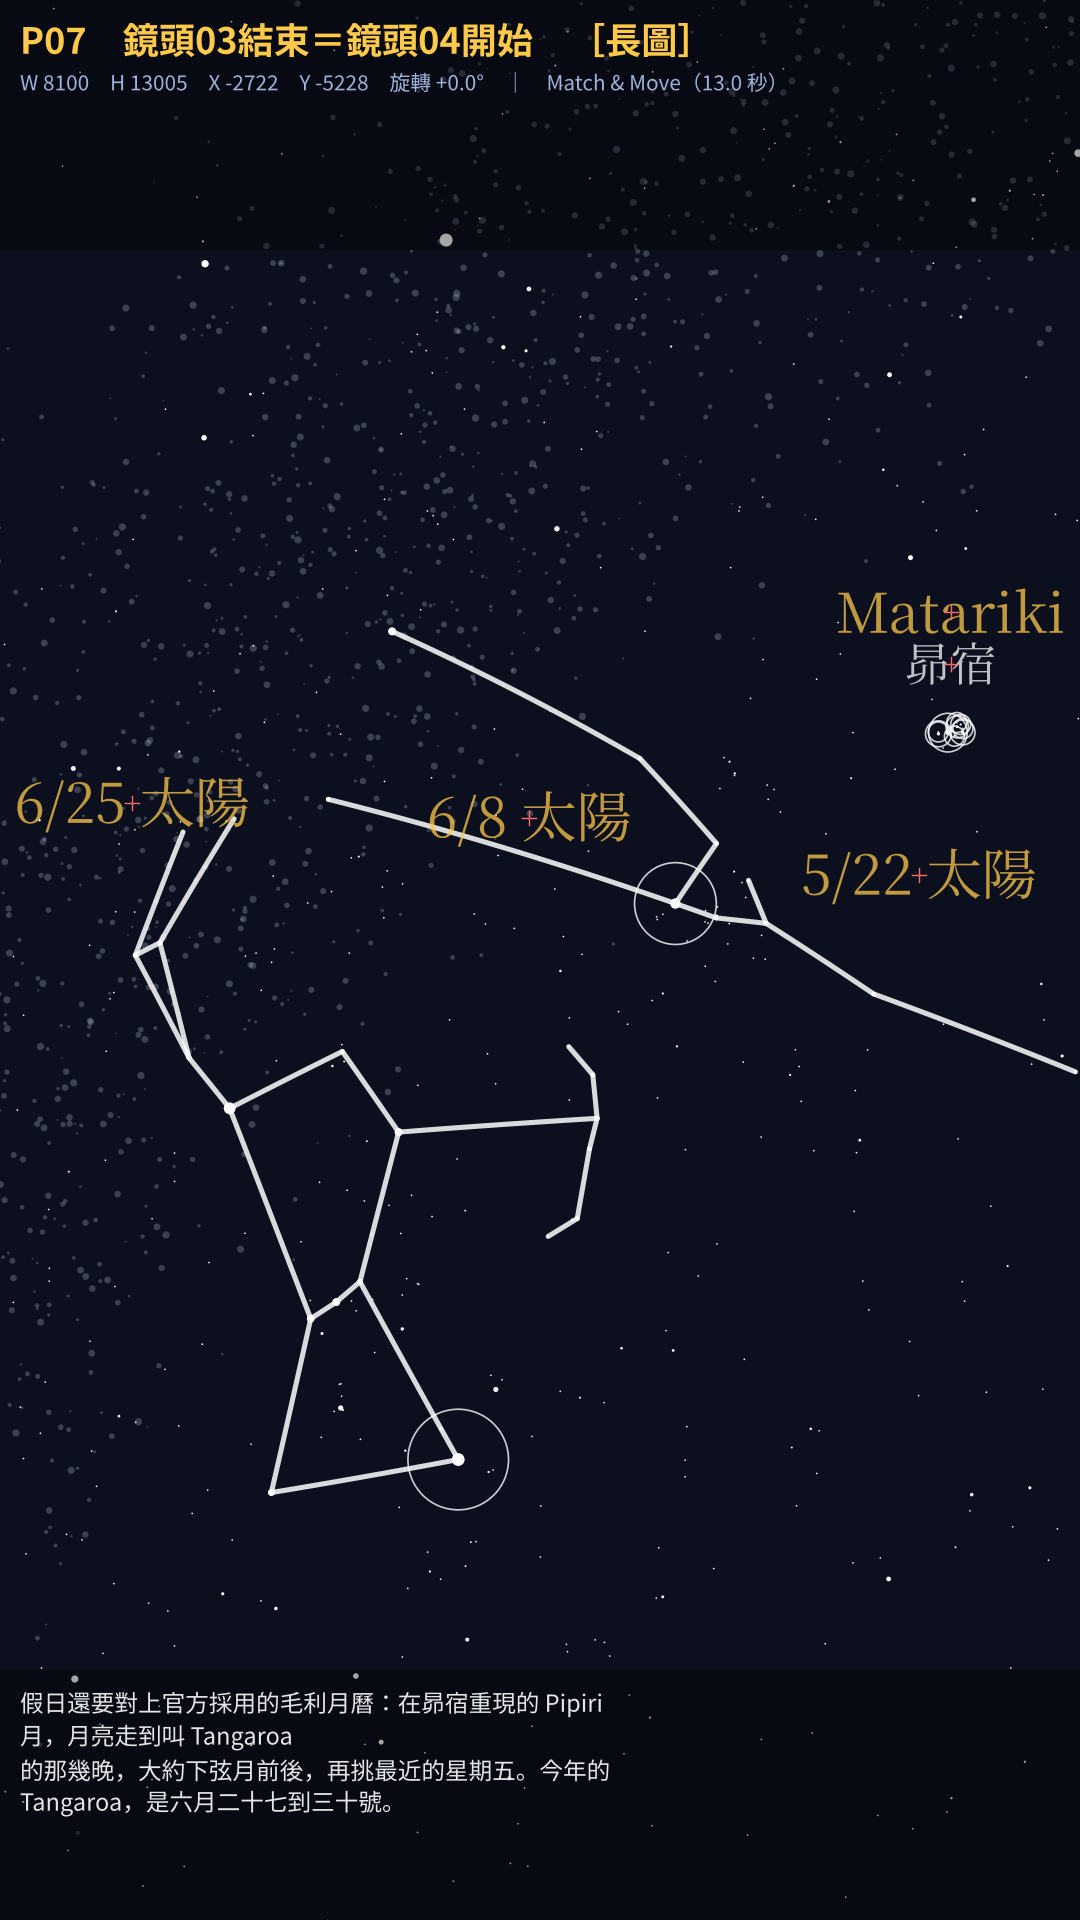 P07 鏡頭03結束＝鏡頭04開始 ［長圖］
W 8100 H 13005 X -2722 Y -5228 旋轉 +0.0° ｜ Match & Move（13.0 秒）
Matariki
昴宿
6/25 太陽
6/8 太陽
5/22 太陽
假日還要對上官方採用的毛利月曆：在昴宿重現的 Pipiri
月，月亮走到叫 Tangaroa
的那幾晚，大約下弦月前後，再挑最近的星期五。今年的
Tangaroa，是六月二十七到三十號。